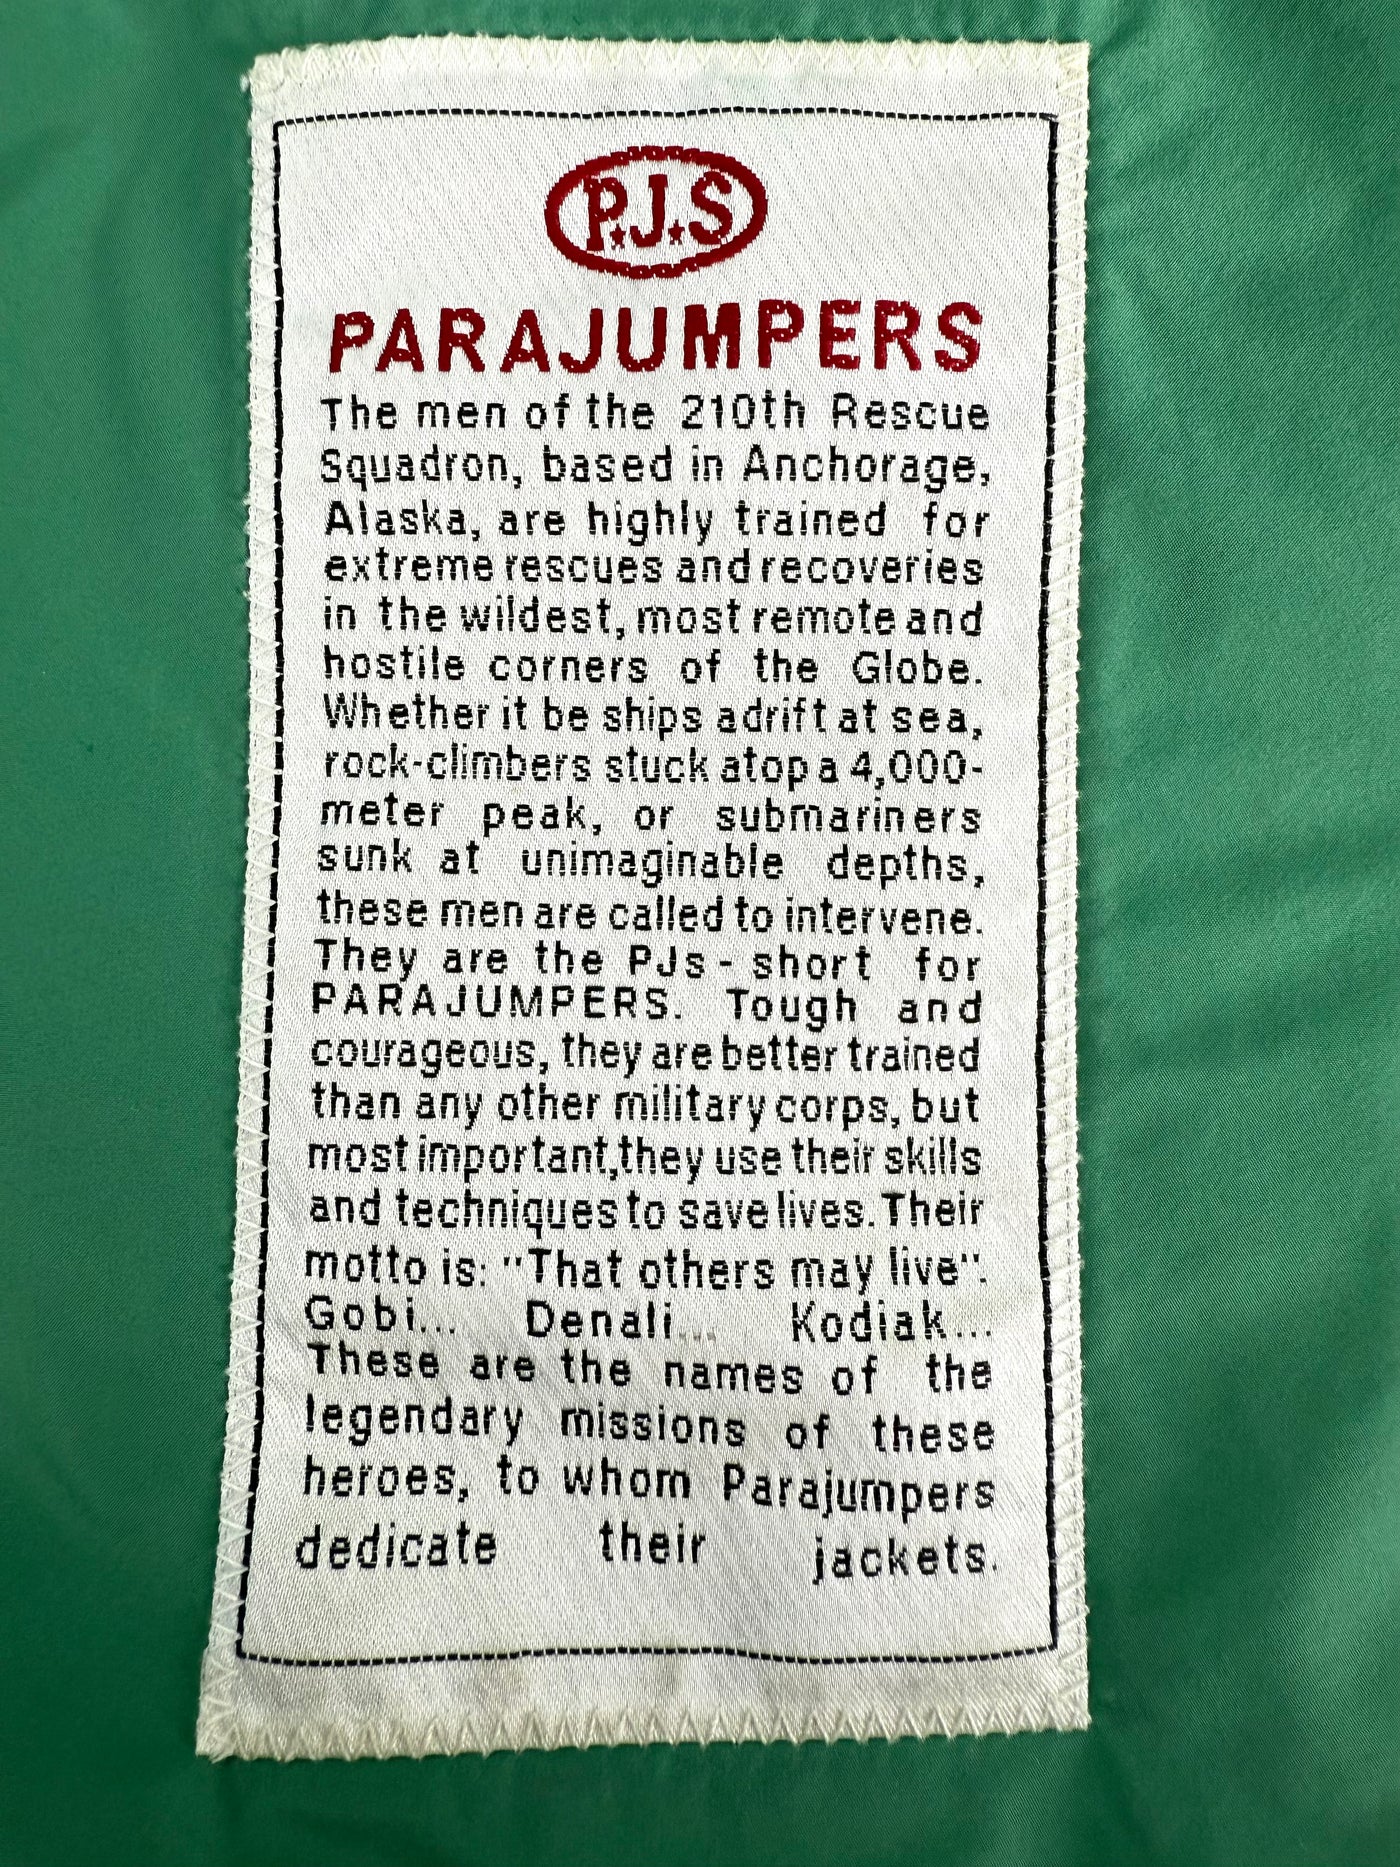 P.J.S
PARAJUMPERS
The men of the 210th Rescue
Squadron, based in Anchorage,
Alaska, are highly trained for
extreme rescues and recoveries
in the wildest, most remote and
hostile corners of the Globe.
Whether it be ships adrift at sea,
rock-climbers stuck atop a 4,000-
meter peak, or submariners
sunk at unimaginable depths,
these men are called to intervene.
They are the PJs - short for
PARAJUMPERS. Tough and
courageous, they are better trained
than any other military corps, but
most important,they use their skills
and techniques to save lives. Their
motto is: "That others may live".
Gobi... Denali... Kodiak...
These are the names of the
legendary missions of these
heroes, to whom Parajumpers
dedicate their jackets.